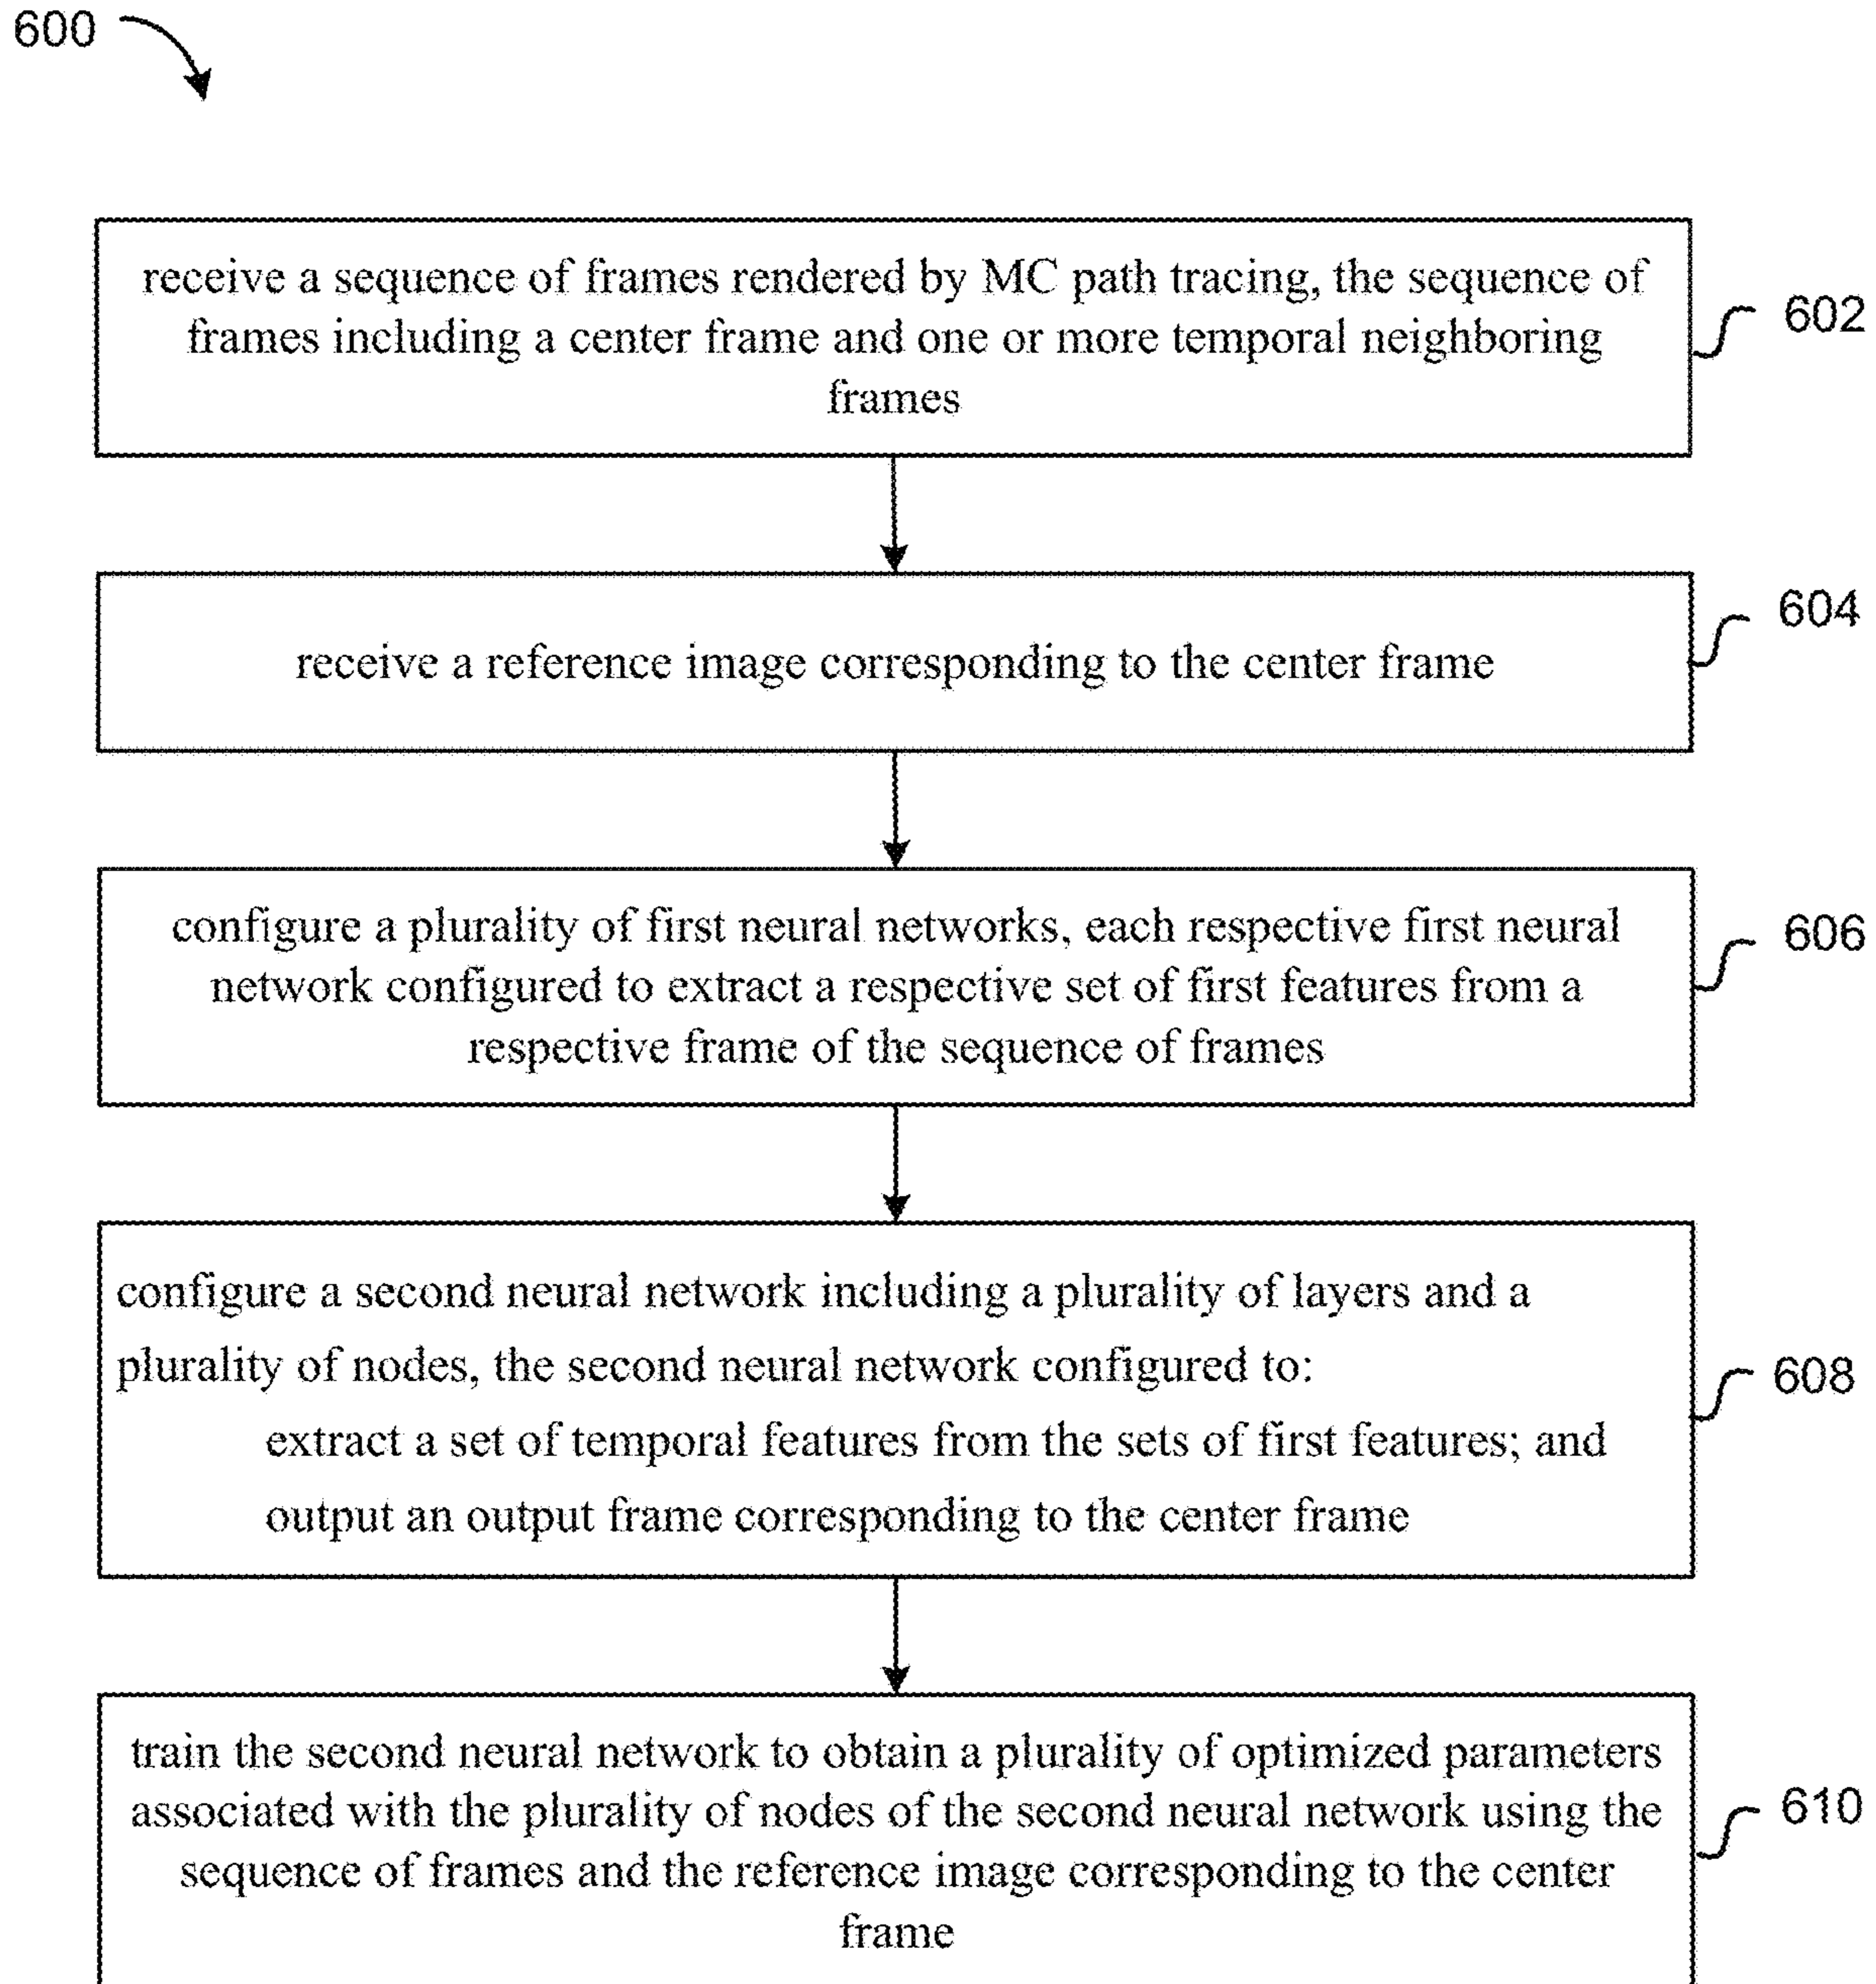 600
receive a sequence of frames rendered by MC path tracing, the sequence of
frames including a center frame and one or more temporal neighboring
frames
602
receive a reference image corresponding to the center frame
604
configure a plurality of first neural networks, each respective first neural
network configured to extract a respective set of first features from a
respective frame of the sequence of frames
606
configure a second neural network including a plurality of layers and a
plurality of nodes, the second neural network configured to:
extract a set of temporal features from the sets of first features; and
output an output frame corresponding to the center frame
608
train the second neural network to obtain a plurality of optimized parameters
associated with the plurality of nodes of the second neural network using the
sequence of frames and the reference image corresponding to the center
frame
610